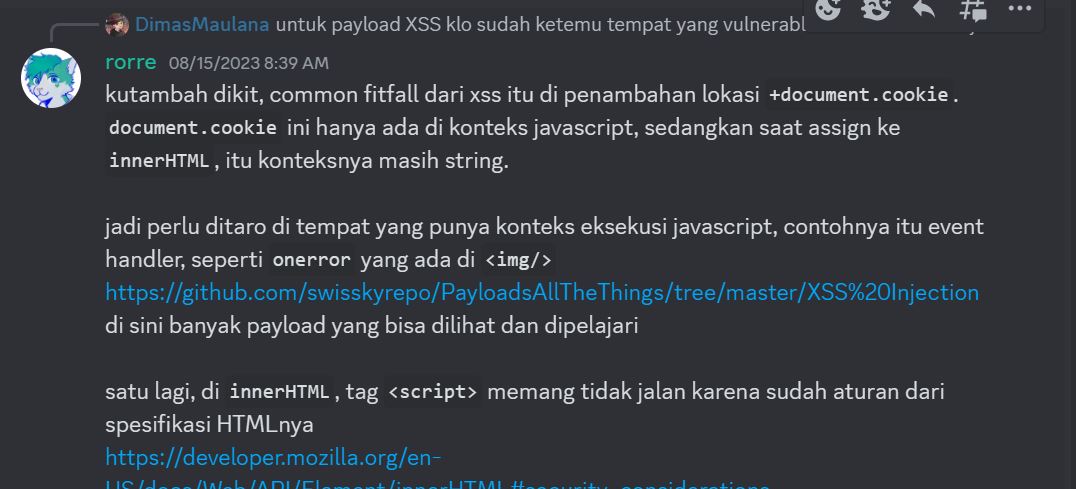 DimasMaulana untuk payload XSS klo sudah ketemu tempat yang vulnerabl
rorre 08/15/2023 8:39 AM
kutambah dikit, common fitfall dari xss itu di penambahan lokasi +document.cookie.
document.cookie ini hanya ada di konteks javascript, sedangkan saat assign ke
innerHTML, itu konteksnya masih string.
jadi perlu ditaro di tempat yang punya konteks eksekusi javascript, contohnya itu event
handler, seperti onerror yang ada di <img/>
https://github.com/swisskyrepo/PayloadsAllTheThings/tree/master/XSS%20Injection
di sini banyak payload yang bisa dilihat dan dipelajari
satu lagi, di innerHTML, tag <script> memang tidak jalan karena sudah aturan dari
spesifikasi HTMLnya
https://developer.mozilla.org/en-
US/docs/Web/API/Element/innerHTML#security_considerations